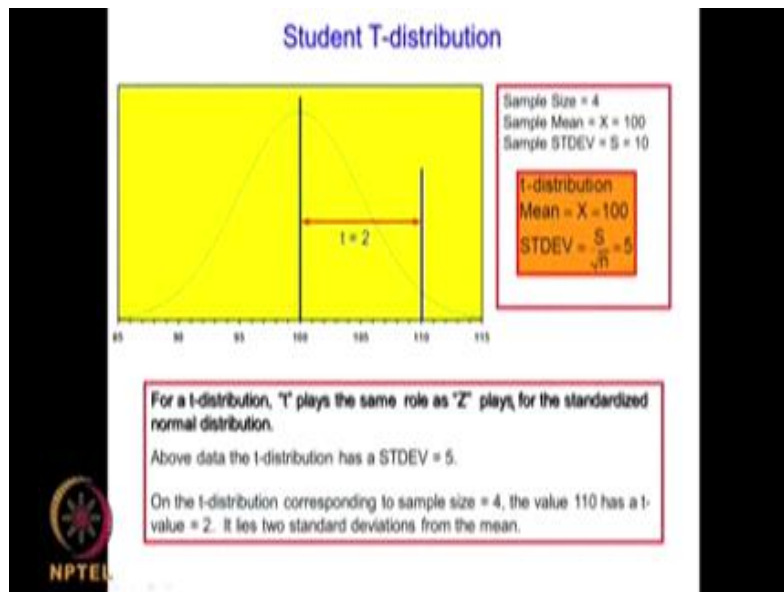 Student T-distribution
Sample Size = 4
Sample Mean = X = 100
Sample STDEV = S = 10
t-distribution
Mean = X = 100
STDEV = S/√n = 5
t = 2
85 90 95 100 105 110 115
For a t-distribution, "t" plays the same role as "Z" plays, for the standardized
normal distribution.
Above data the t-distribution has a STDEV = 5.
On the t-distribution corresponding to sample size = 4, the value 110 has a t-
value = 2. It lies two standard deviations from the mean.
NPTEL